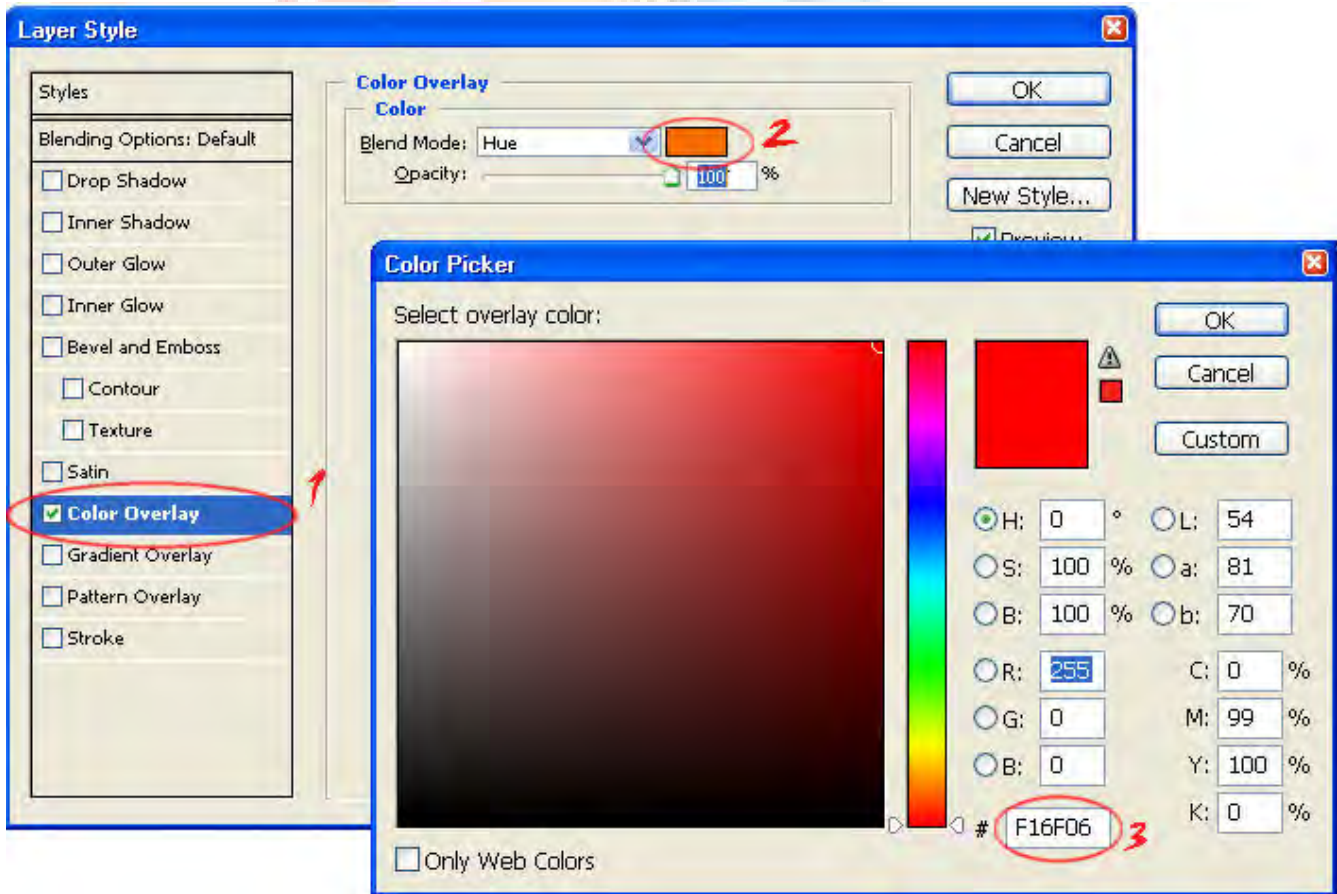 Layer Style
Styles
Blending Options: Default
Drop Shadow
Inner Shadow
Outer Glow
Inner Glow
Bevel and Emboss
Contour
Texture
Satin
Color Overlay
Gradient Overlay
Pattern Overlay
Stroke
1
Color Overlay
Color
Blend Mode: Hue
2
Opacity: 100 %
OK
Cancel
New Style...
Preview
Color Picker
Select overlay color:
OK
Cancel
Custom
H: 0 ° L: 54
S: 100 % a: 81
B: 100 % b: 70
R: 255 C: 0 %
G: 0 M: 99 %
B: 0 Y: 100 %
# F16F06 3 K: 0 %
Only Web Colors